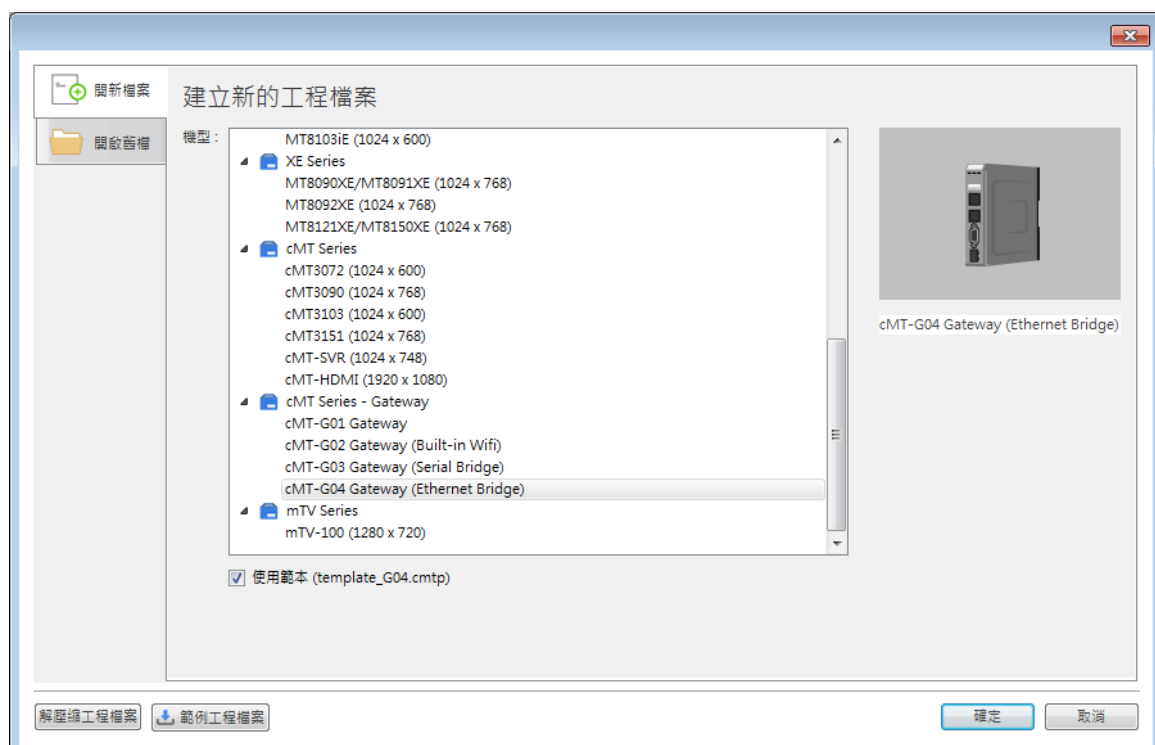 開新檔案
開啟舊檔
建立新的工程檔案
機型：
MT8103iE (1024 x 600)
XE Series
MT8090XE/MT8091XE (1024 x 768)
MT8092XE (1024 x 768)
MT8121XE/MT8150XE (1024 x 768)
cMT Series
cMT3072 (1024 x 600)
cMT3090 (1024 x 768)
cMT3103 (1024 x 600)
cMT3151 (1024 x 768)
cMT-SVR (1024 x 748)
cMT-HDMI (1920 x 1080)
cMT Series - Gateway
cMT-G01 Gateway
cMT-G02 Gateway (Built-in Wifi)
cMT-G03 Gateway (Serial Bridge)
cMT-G04 Gateway (Ethernet Bridge)
mTV Series
mTV-100 (1280 x 720)
cMT-G04 Gateway (Ethernet Bridge)
使用範本 (template_G04.cmtp)
解壓縮工程檔案
範例工程檔案
確定
取消